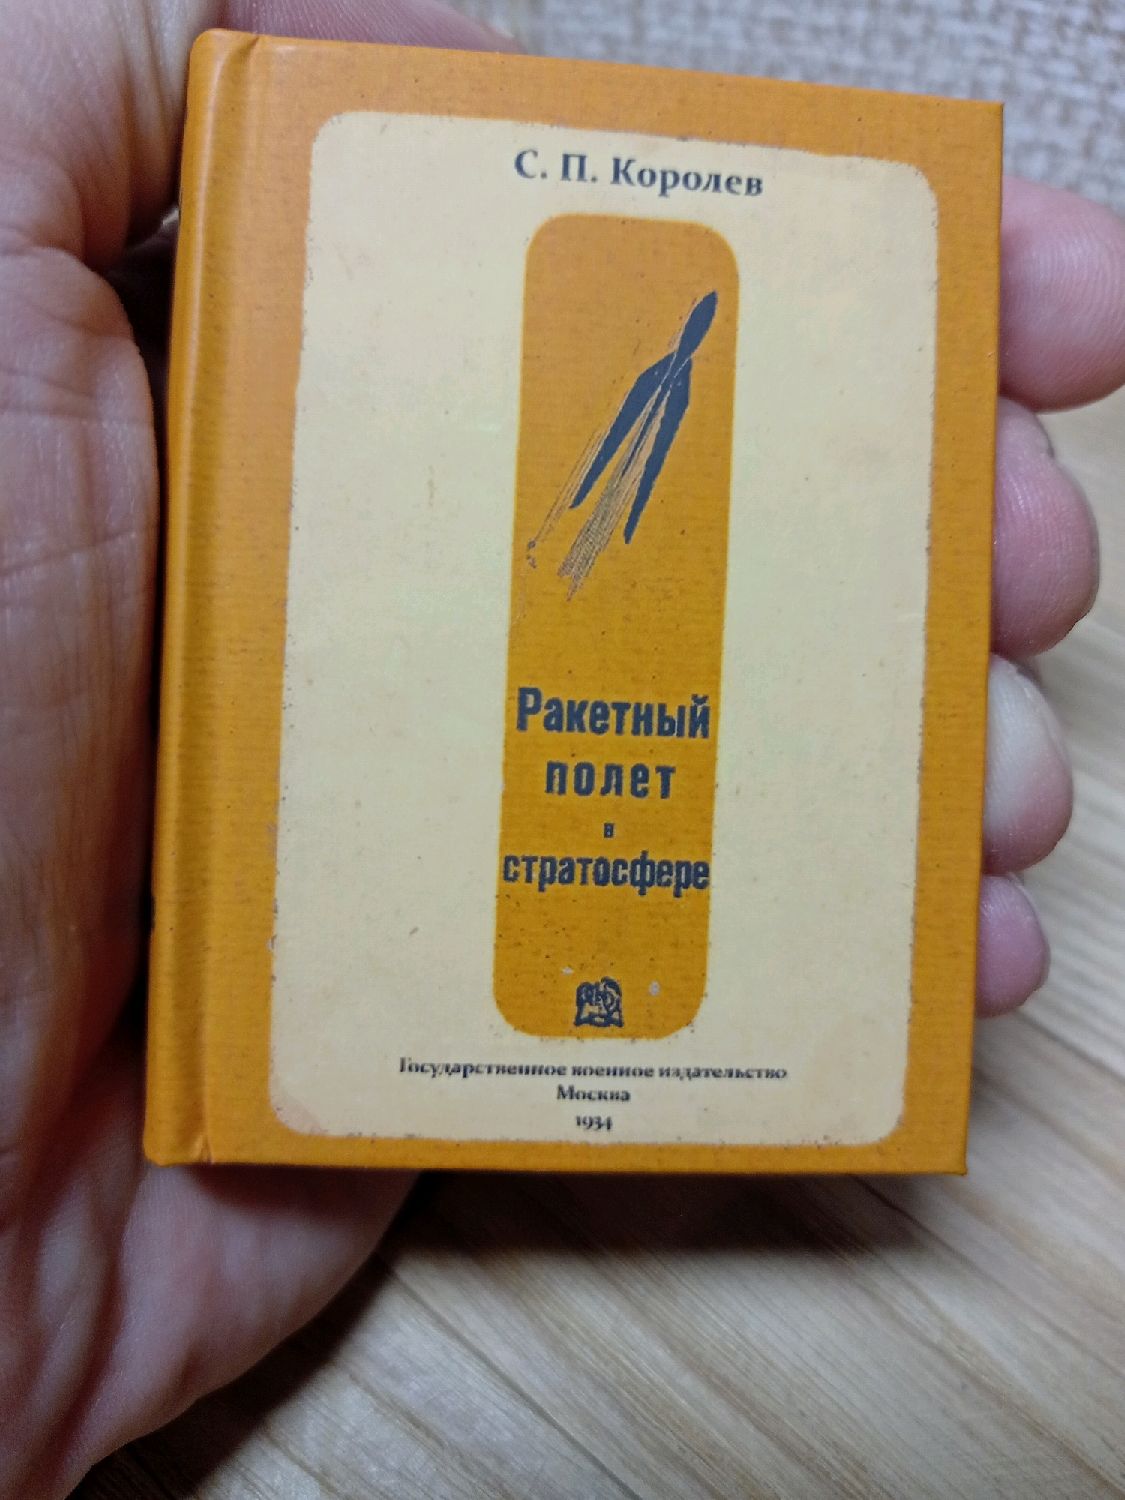 С. П. Королев
Ракетный
полет
в
стратосфере
Государственное военное издательство
Москва
1934